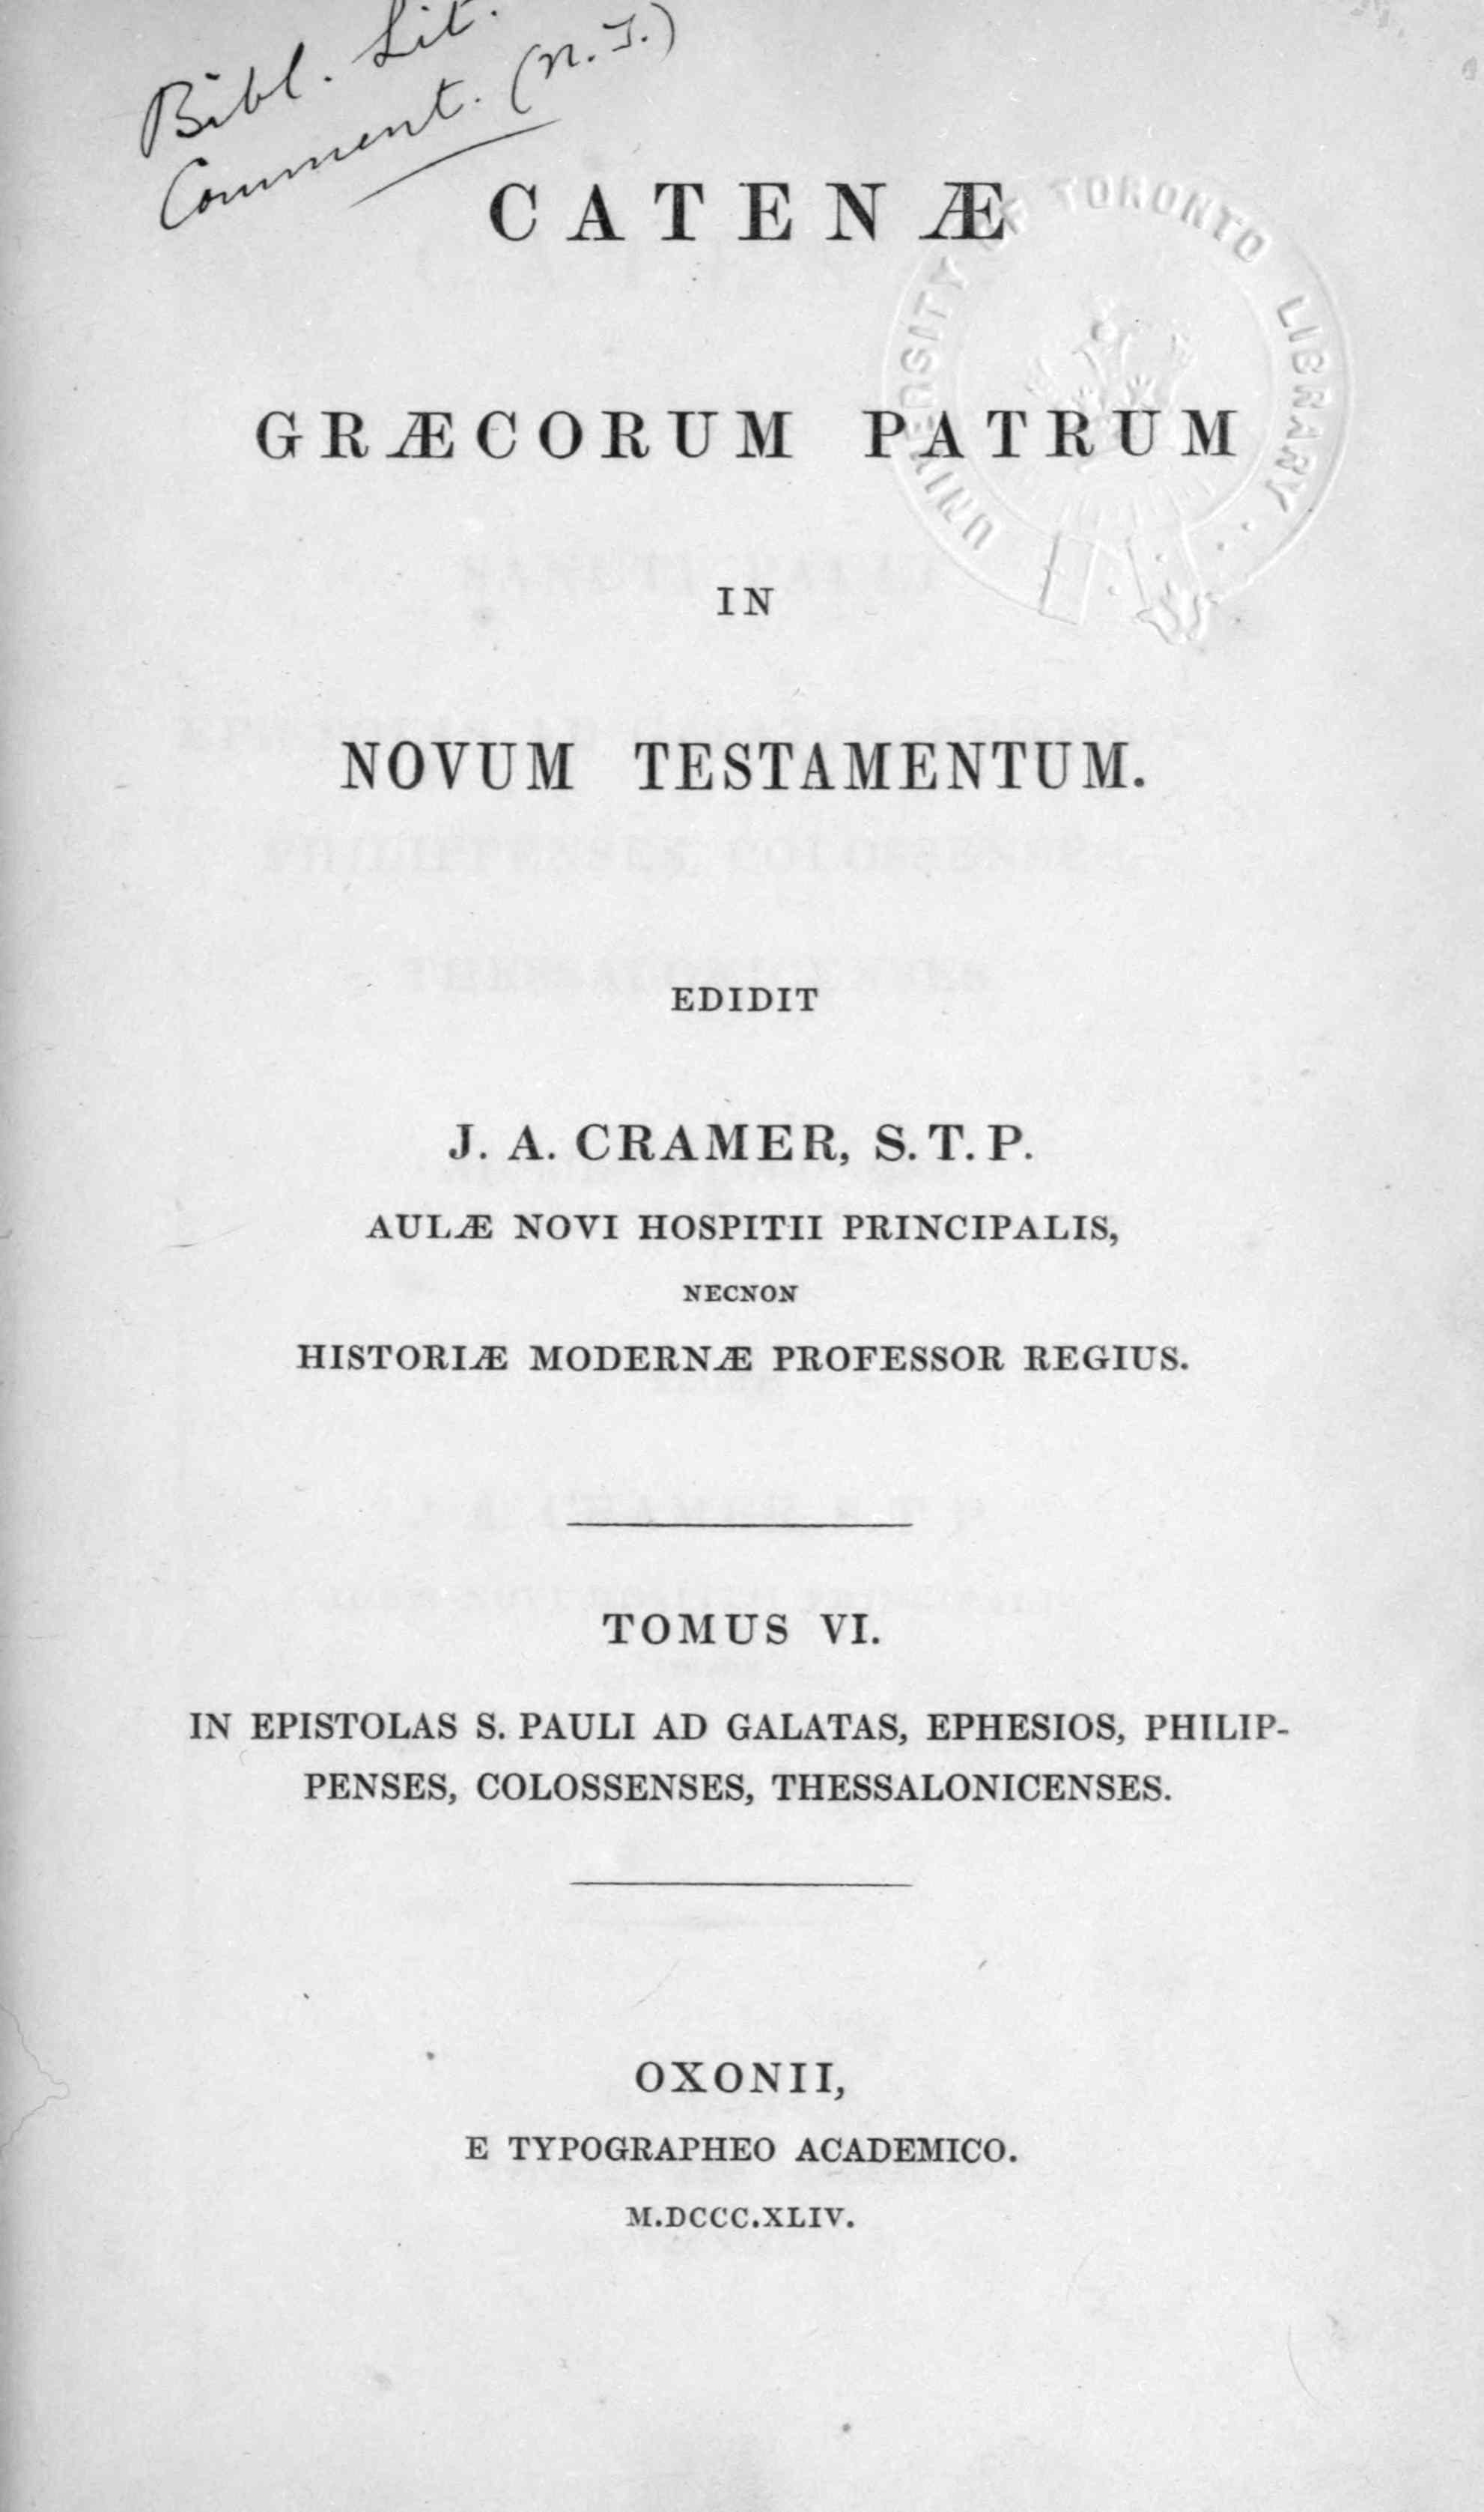 Bibl. Lit.
Comment. (N.T.)
UNIVERSITY OF TORONTO LIBRARY
CATENÆ
GRÆCORUM PATRUM
IN
NOVUM TESTAMENTUM.
EDIDIT
J. A. CRAMER, S.T.P.
AULÆ NOVI HOSPITII PRINCIPALIS,
NECNON
HISTORIÆ MODERNÆ PROFESSOR REGIUS.
TOMUS VI.
IN EPISTOLAS S. PAULI AD GALATAS, EPHESIOS, PHILIP-
PENSES, COLOSSENSES, THESSALONICENSES.
OXONII,
E TYPOGRAPHEO ACADEMICO.
M.DCCC.XLIV.